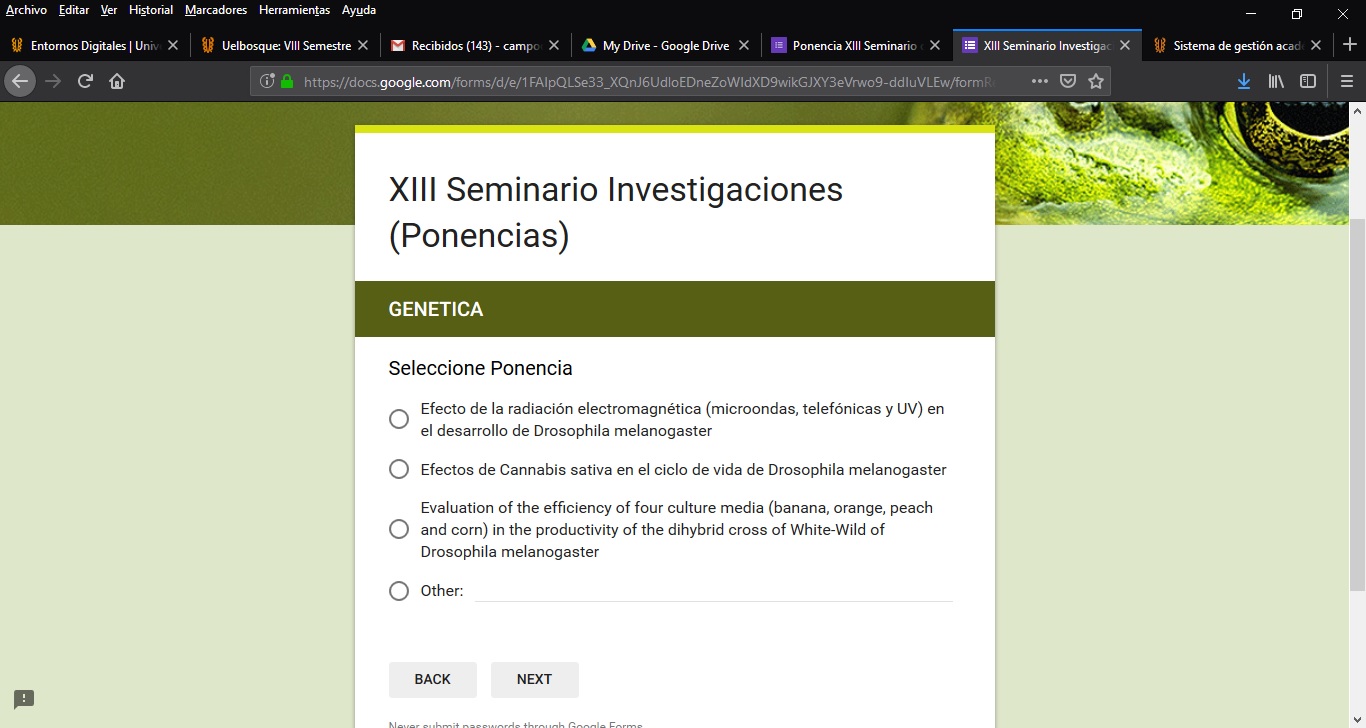 Archivo Editar Ver Historial Marcadores Herramientas Ayuda
Entornos Digitales | Univ Uelbosque: VIII Semestre Recibidos (143) - campo My Drive - Google Drive Ponencia XIII Seminario XIII Seminario Investigac Sistema de gestión acad
https://docs.google.com/forms/d/e/
XIII Seminario Investigaciones
(Ponencias)
GENETICA
Seleccione Ponencia
Efecto de la radiación electromagnética (microondas, telefónicas y UV) en
el desarrollo de Drosophila melanogaster
Efectos de Cannabis sativa en el ciclo de vida de Drosophila melanogaster
Evaluation of the efficiency of four culture media (banana, orange, peach
and corn) in the productivity of the dihybrid cross of White-Wild of
Drosophila melanogaster
Other:
BACK NEXT
Never submit passwords through Google Forms.